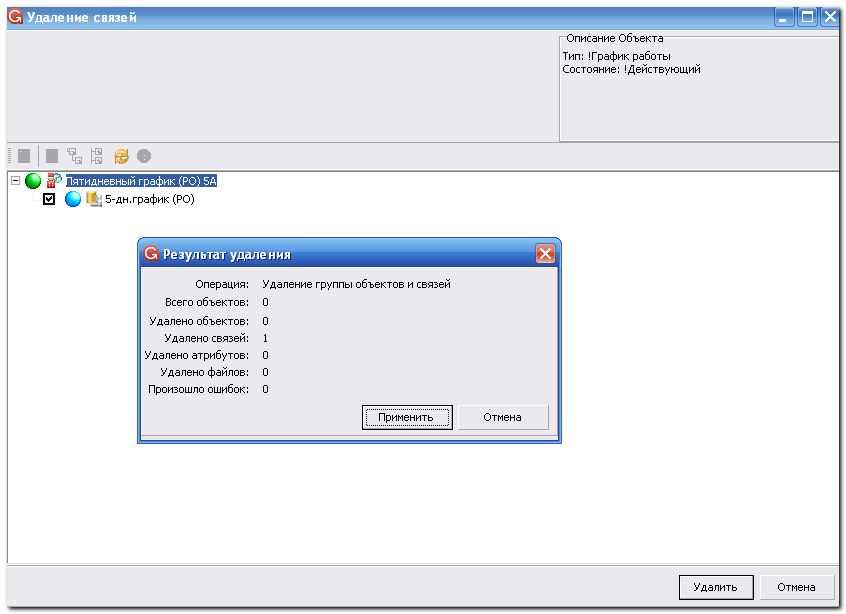 Удаление связей
Описание Объекта
Тип: !График работы
Состояние: !Действующий
Пятидневный график (РО) 5А
5-дн.график (РО)
Результат удаления
Операция: Удаление группы объектов и связей
Всего объектов: 0
Удалено объектов: 0
Удалено связей: 1
Удалено атрибутов: 0
Удалено файлов: 0
Произошло ошибок: 0
Применить Отмена
Удалить Отмена